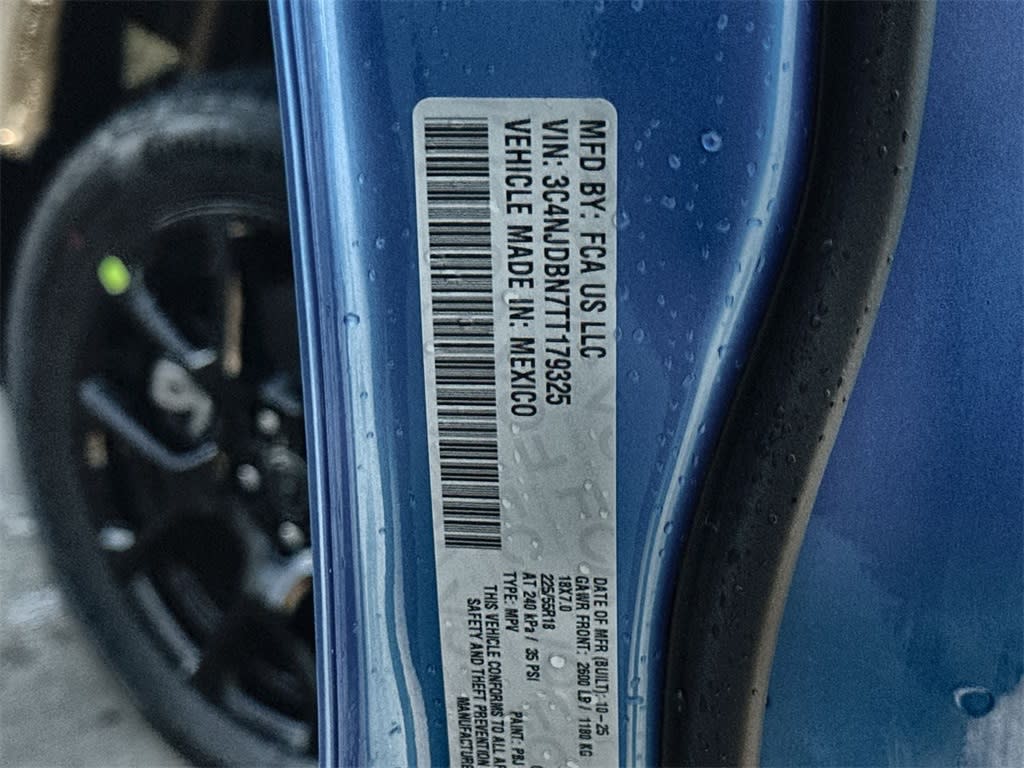 MFD BY: FCA US LLC
VIN: 3C4NJDBN7TT179325
VEHICLE MADE IN: MEXICO
DATE OF MFR (BUILT): 10-25
GAWR FRONT: 2600 LB / 1180 KG
18X7.0
225/55R18
AT 240 kPa / 35 PSI
TYPE: MPV
PAINT: PBJ
THIS VEHICLE CONFORMS TO ALL
SAFETY AND THEFT PREVENTION